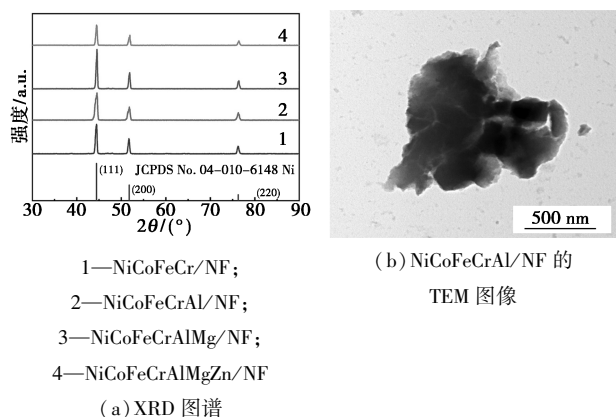 强度/a.u.
4
3
2
1
(111)
JCPDS No. 04-010-6148 Ni
(200)
(220)
30 40 50 60 70 80 90
2θ/(°)
1—NiCoFeCr/NF;
2—NiCoFeCrAl/NF;
3—NiCoFeCrAlMg/NF;
4—NiCoFeCrAlMgZn/NF
(a)XRD 图谱
500 nm
(b)NiCoFeCrAl/NF 的
TEM 图像